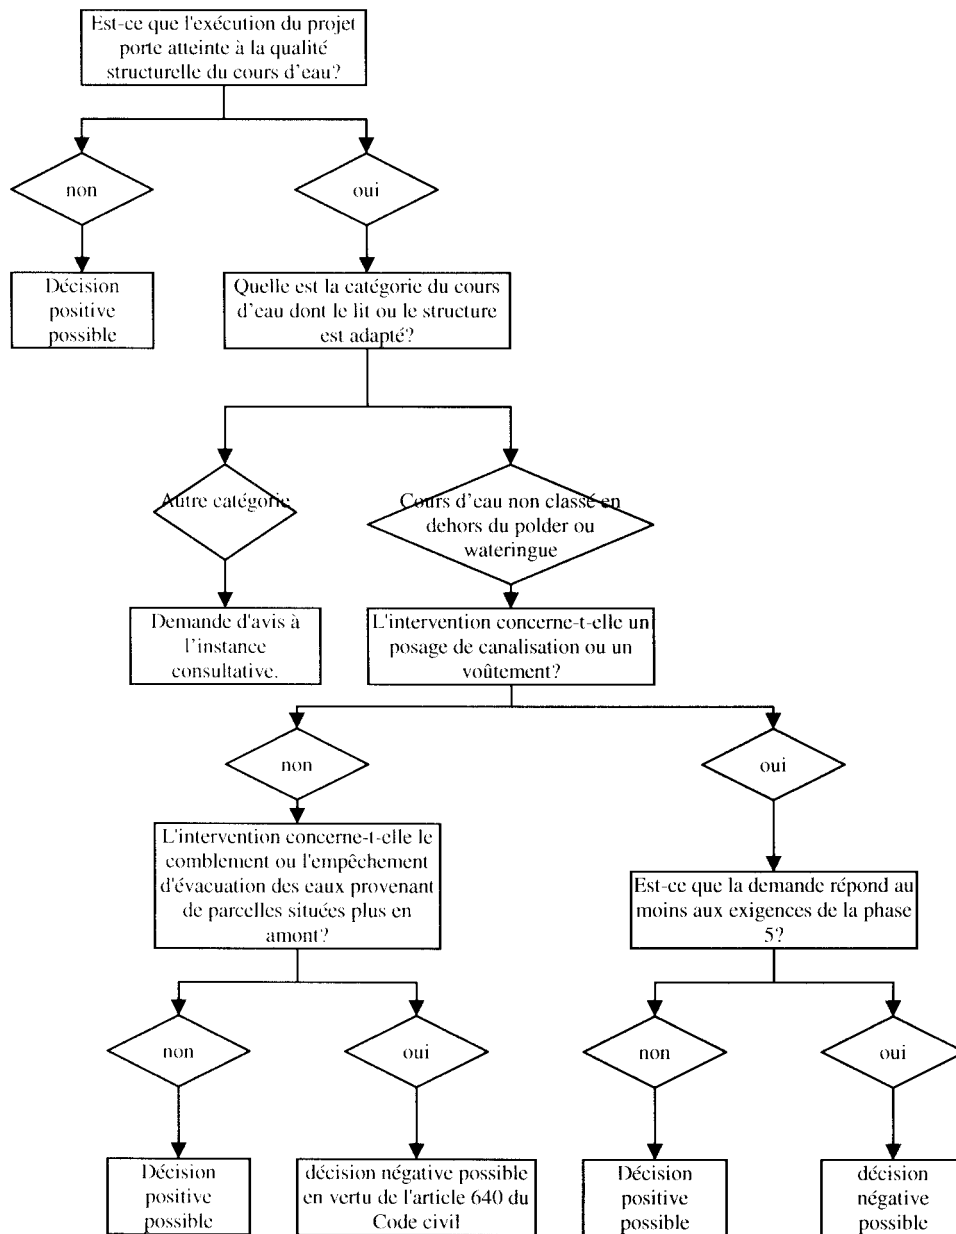 Est-ce que l'exécution du projet
porte atteinte à la qualité
structurelle du cours d'eau?
non
oui
Décision
positive
possible
Quelle est la catégorie du cours
d'eau dont le lit ou le structure
est adapté?
Autre catégorie
Cours d'eau non classé en
dehors du polder ou
wateringue
Demande d'avis à
l'instance
consultative.
L'intervention concerne-t-elle un
posage de canalisation ou un
voûtement?
non
oui
L'intervention concerne-t-elle le
comblement ou l'empêchement
d'évacuation des eaux provenant
de parcelles situées plus en
amont?
Est-ce que la demande répond au
moins aux exigences de la phase
5?
non
oui
non
oui
Décision
positive
possible
décision négative possible
en vertu de l'article 640 du
Code civil
Décision
positive
possible
décision
négative
possible